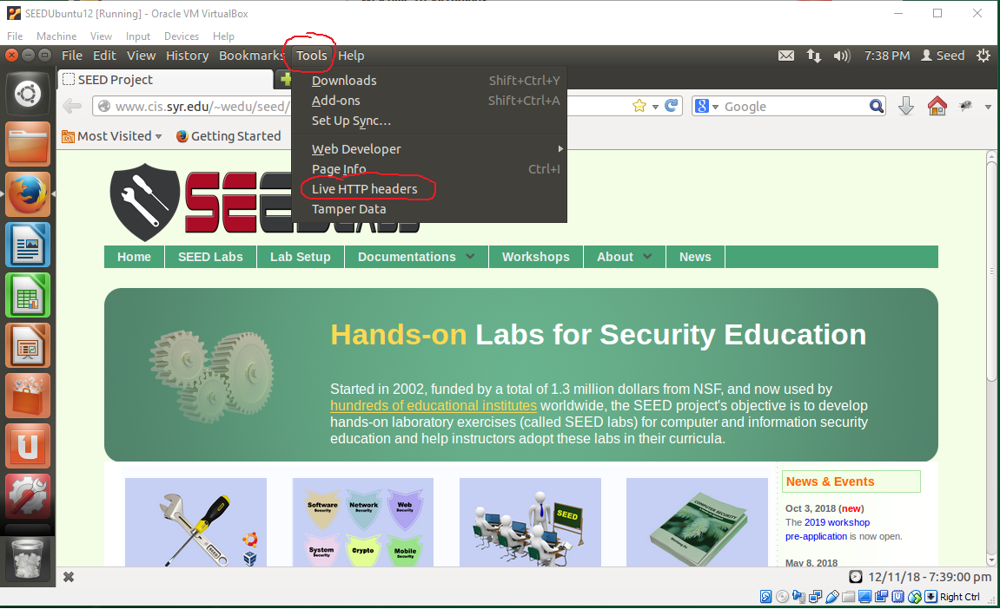 SEEDUbuntu12 [Running] - Oracle VM VirtualBox
File Machine View Input Devices Help
File Edit View History Bookmarks Tools Help 7:38 PM Seed
SEED Project
Downloads Shift+Ctrl+Y
Add-ons Shift+Ctrl+A
Set Up Sync...
Web Developer
Page Info Ctrl+I
Live HTTP headers
Tamper Data
www.cis.syr.edu/~wedu/seed/ Google
Most Visited Getting Started
Home SEED Labs Lab Setup Documentations Workshops About News
Hands-on Labs for Security Education
Started in 2002, funded by a total of 1.3 million dollars from NSF, and now used by
hundreds of educational institutes worldwide, the SEED project's objective is to develop
hands-on laboratory exercises (called SEED labs) for computer and information security
education and help instructors adopt these labs in their curricula.
Software Security
Network Security
Web Security
System Security
Crypto
Mobile Security
SEED
COMPUTER SECURITY
News & Events
Oct 3, 2018 (new)
The 2019 workshop
pre-application is now open.
May 8, 2018
12/11/18 - 7:39:00 pm
Right Ctrl